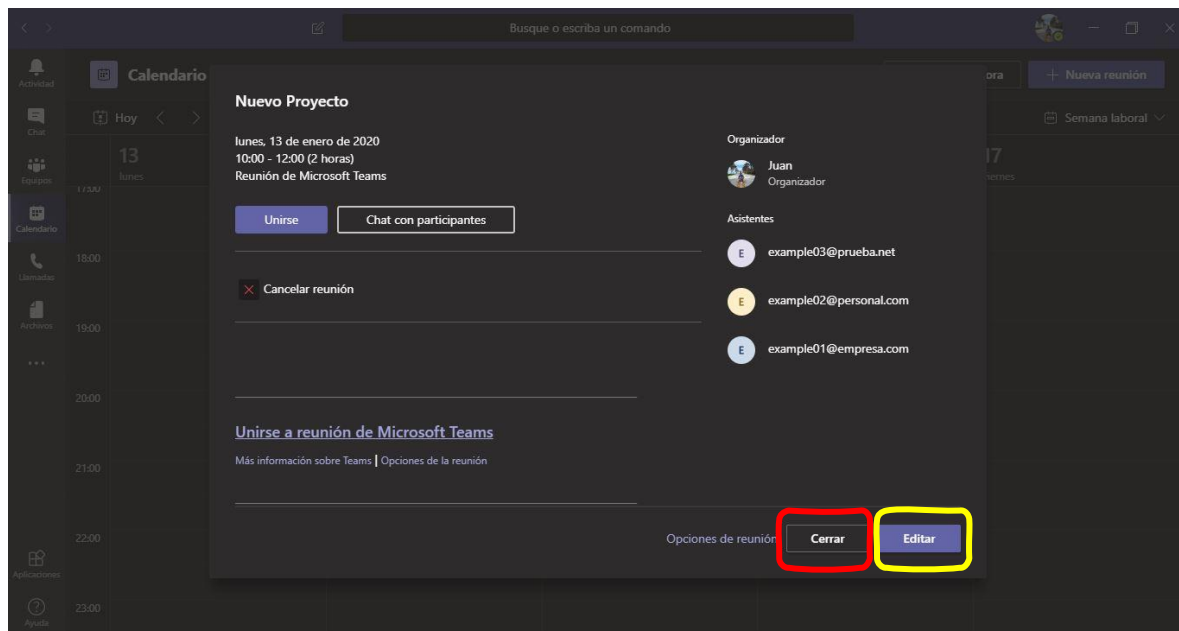 Busque o escriba un comando
Actividad
Chat
Equipos
Calendario
Llamadas
Archivos
Aplicaciones
Ayuda
Calendario
ora
Nueva reunión
Hoy
Semana laboral
13
lunes
17
iernes
17:00
18:00
19:00
20:00
21:00
22:00
23:00
Nuevo Proyecto
lunes, 13 de enero de 2020
10:00 - 12:00 (2 horas)
Reunión de Microsoft Teams
Unirse
Chat con participantes
Cancelar reunión
Unirse a reunión de Microsoft Teams
Más información sobre Teams | Opciones de la reunión
Organizador
Juan
Organizador
Asistentes
E example03@prueba.net
E example02@personal.com
E example01@empresa.com
Opciones de reunión
Cerrar
Editar